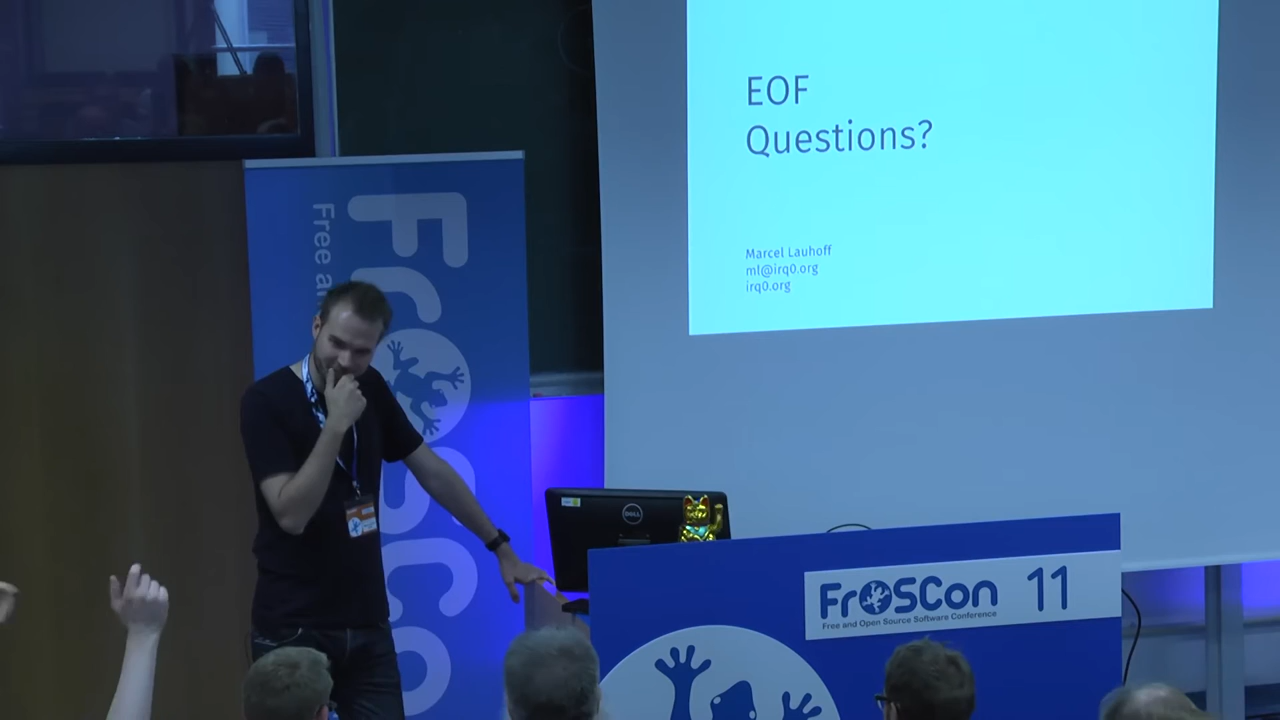 EOF
Questions?
Marcel Lauhoff
ml@irq0.org
irq0.org
Free a
FrOSCo
DELL
FrOSCon 11
Free and Open Source Software Conference